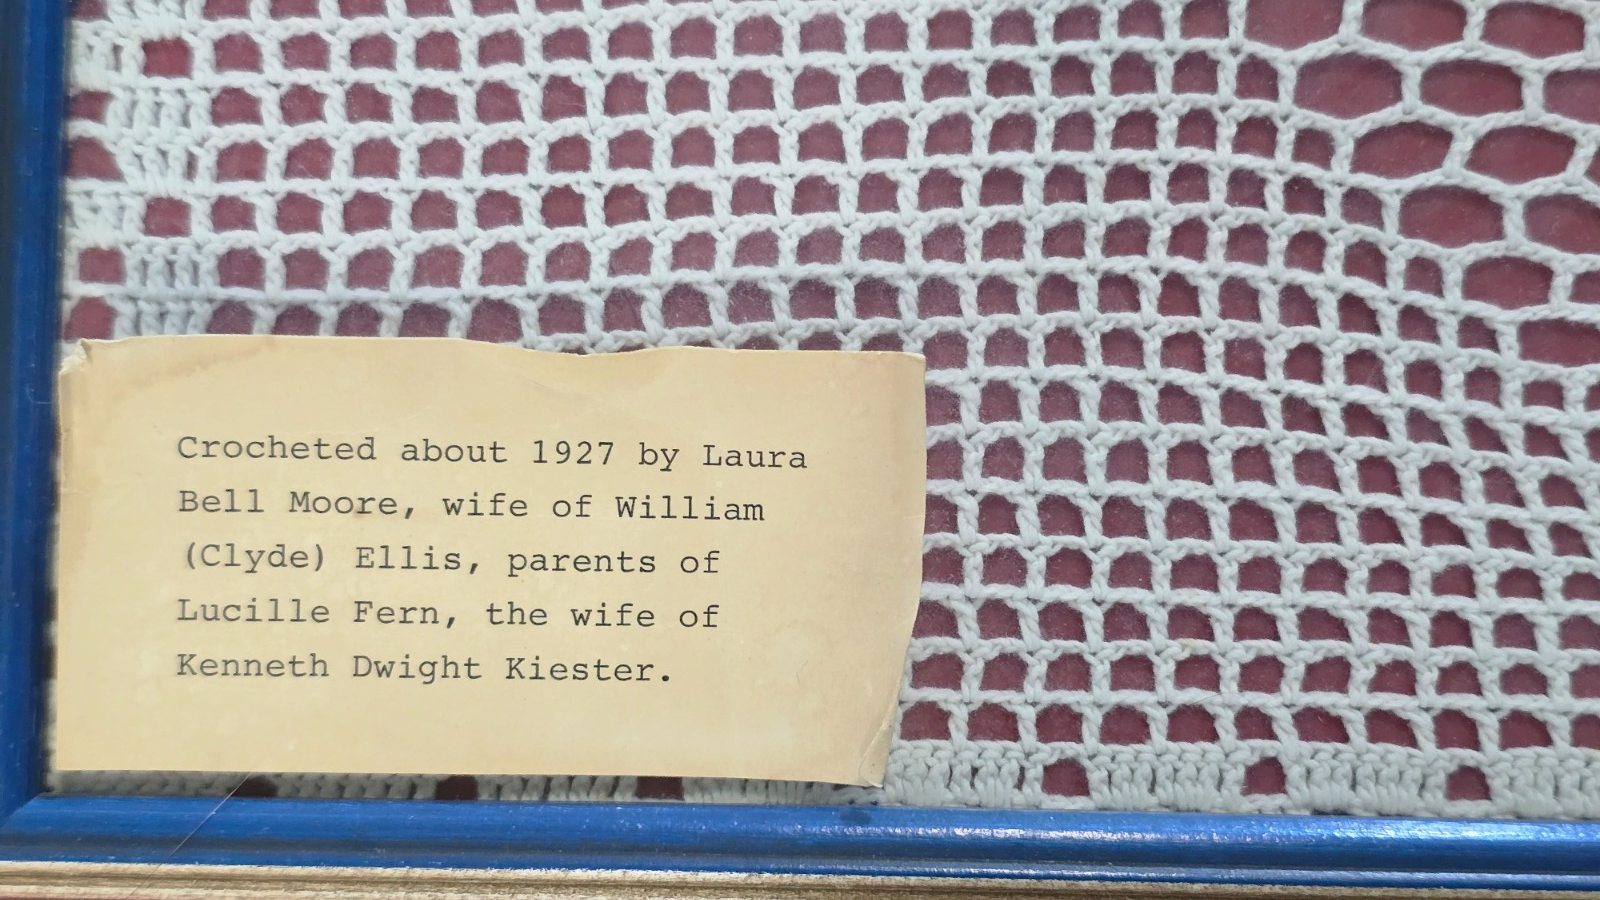 Crocheted about 1927 by Laura
Bell Moore, wife of William
(Clyde) Ellis, parents of
Lucille Fern, the wife of
Kenneth Dwight Kiester.